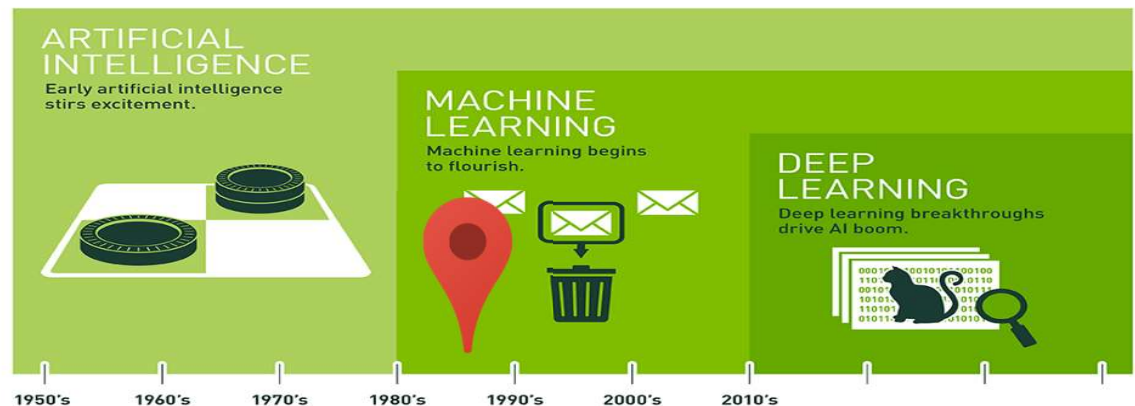 ARTIFICIAL
INTELLIGENCE
Early artificial intelligence
stirs excitement.
MACHINE
LEARNING
Machine learning begins
to flourish.
DEEP
LEARNING
Deep learning breakthroughs
drive AI boom.
1950's 1960's 1970's 1980's 1990's 2000's 2010's